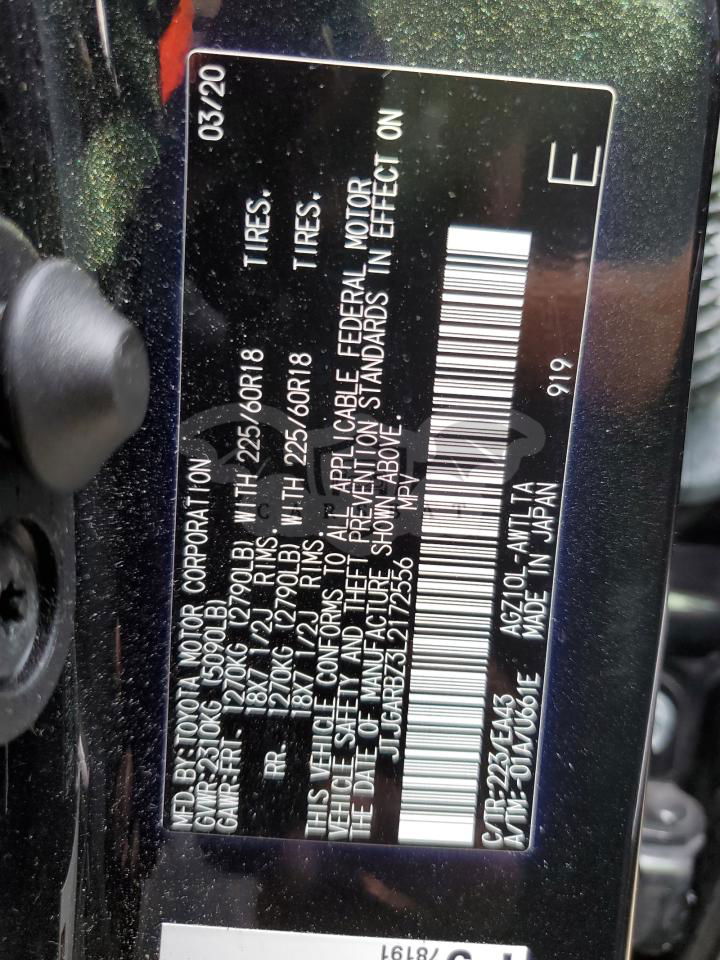 MFD.BY:TOYOTA MOTOR CORPORATION 03/20
GVWR:2310KG (5090LB)
GAWR:FRT. 1270KG (2790LB) WITH 225/60R18 TIRES.
18X7 1/2J RIMS.
RR. 1270KG (2790LB) WITH 225/60R18 TIRES.
18X7 1/2J RIMS.
THIS VEHICLE CONFORMS TO ALL APPLICABLE FEDERAL MOTOR
VEHICLE SAFETY AND THEFT PREVENTION STANDARDS IN EFFECT ON
THE DATE OF MANUFACTURE SHOWN ABOVE.
JTJGARBZ3L2172556 MPV
C/TR:223/EA43 AGZ10L-AWTLTA 919 E
A/TM:-01A/U661E MADE IN JAPAN
78191